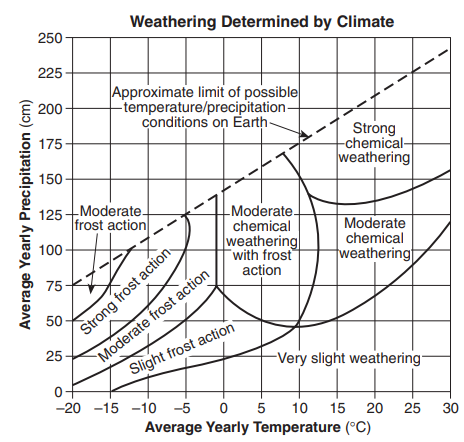 Weathering Determined by Climate
Average Yearly Precipitation (cm)
250
225
200
175
150
125
100
75
50
25
0
Approximate limit of possible
temperature/precipitation
conditions on Earth
Strong
chemical
weathering
Moderate
frost action
Moderate
chemical
weathering
with frost
action
Moderate
chemical
weathering
Strong frost action
Moderate frost action
Slight frost action
Very slight weathering
–20 –15 –10 –5 0 5 10 15 20 25 30
Average Yearly Temperature (°C)